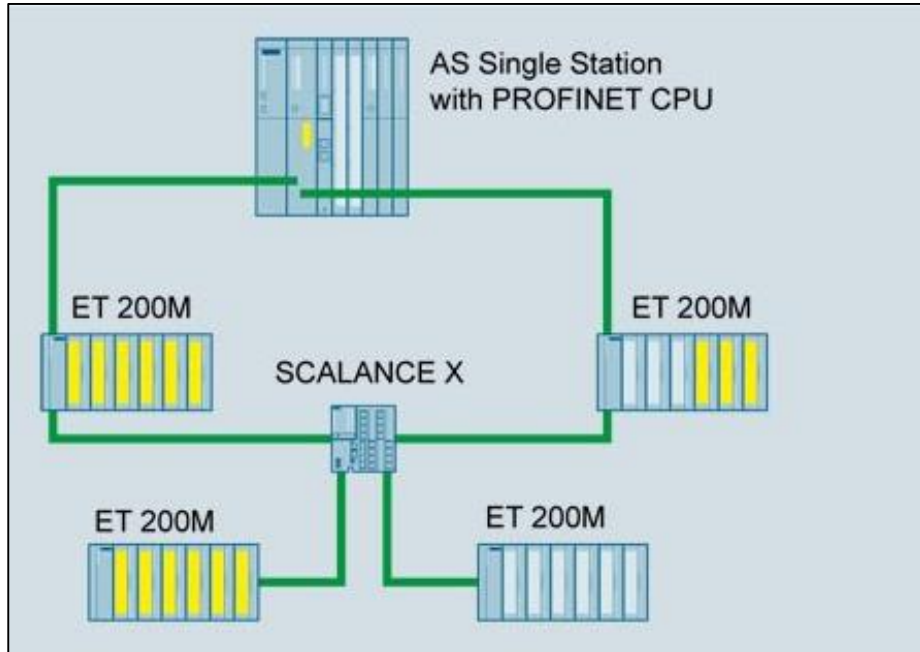 AS Single Station
with PROFINET CPU
ET 200M
ET 200M
SCALANCE X
ET 200M
ET 200M